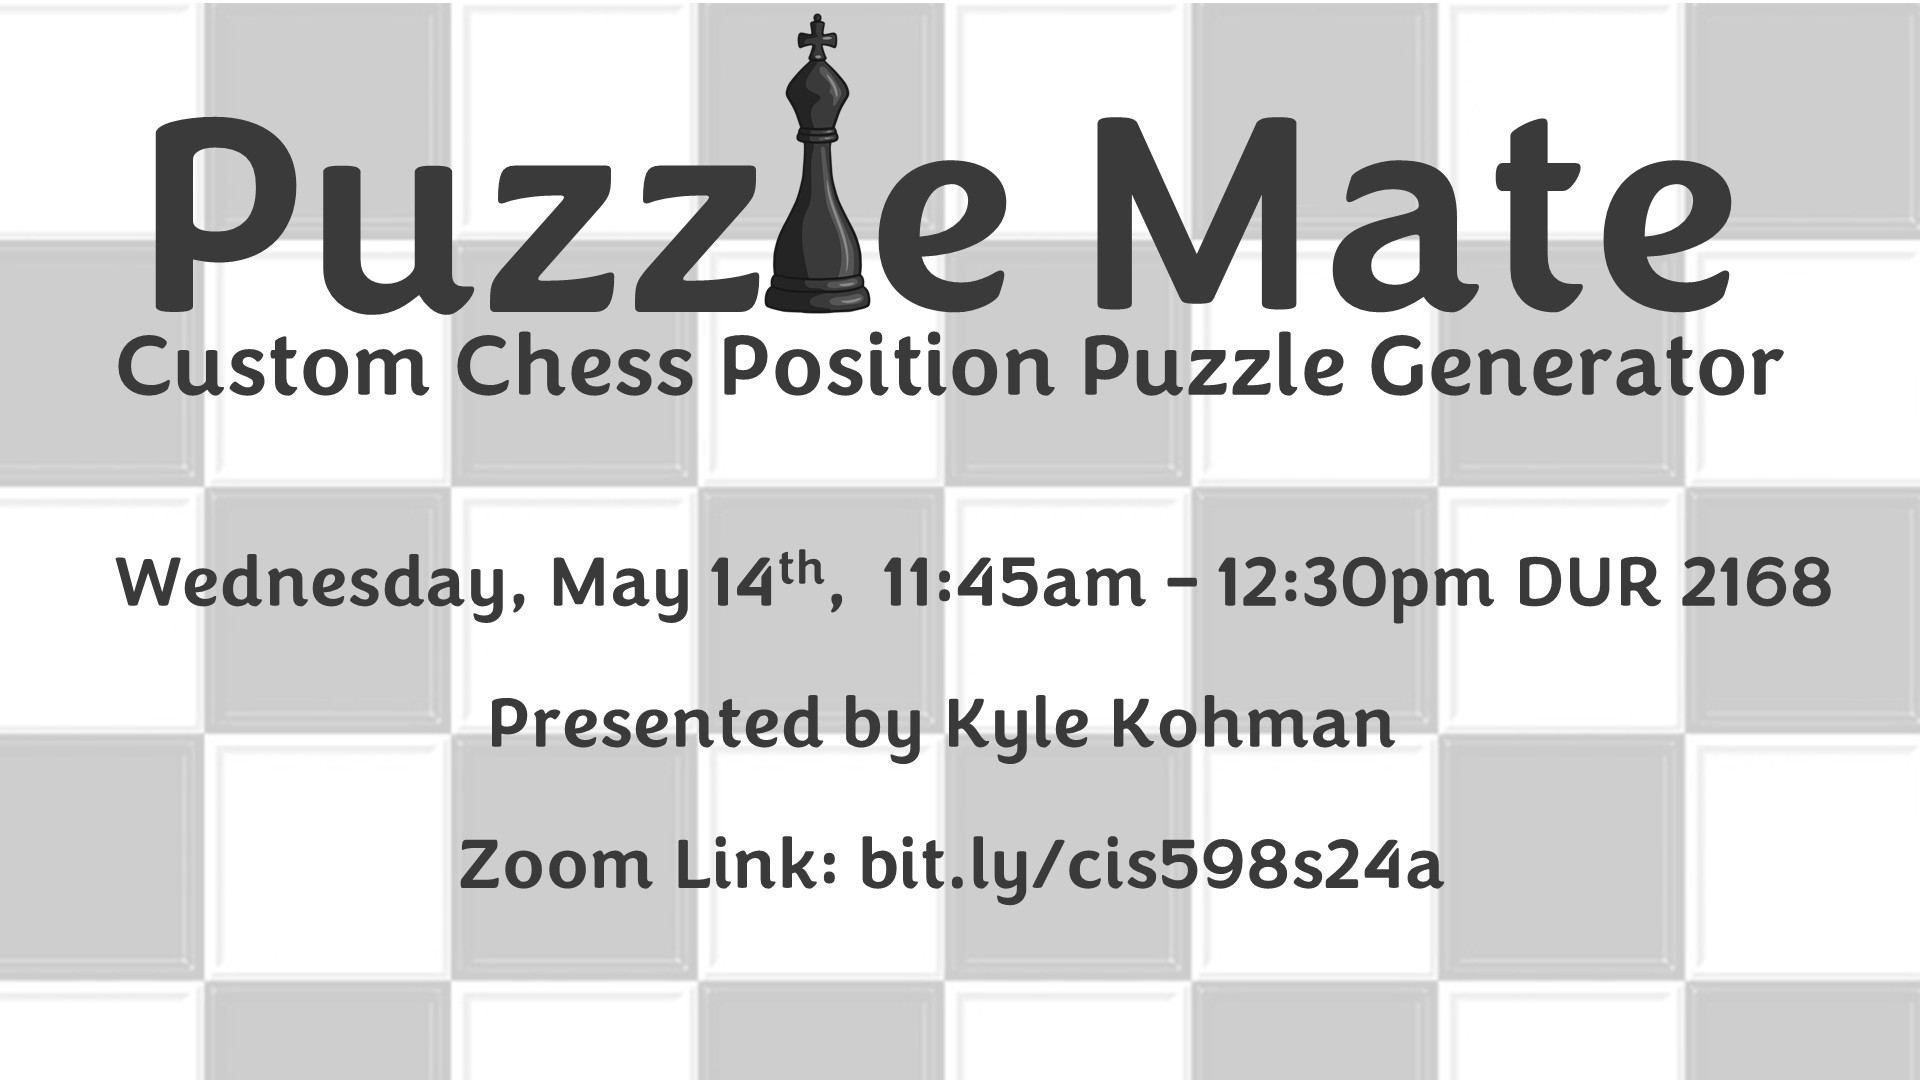 Puzzle Mate
Custom Chess Position Puzzle Generator
Wednesday, May 14th, 11:45am – 12:30pm DUR 2168
Presented by Kyle Kohman
Zoom Link: bit.ly/cis598s24a